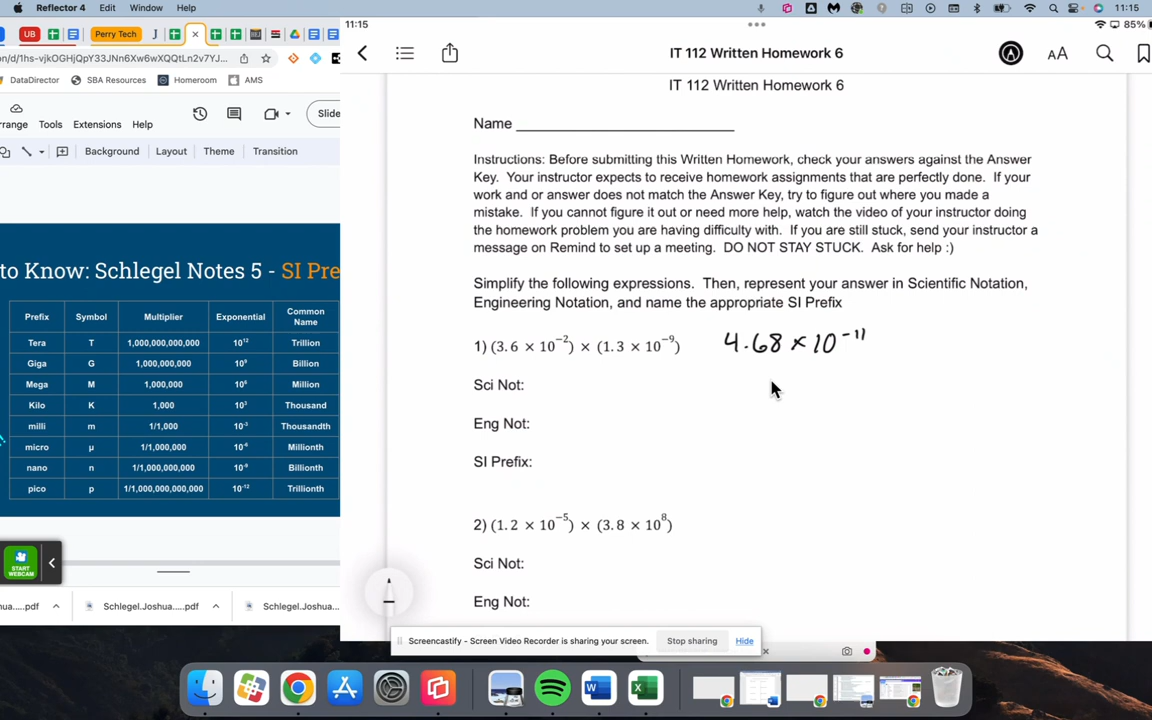 Reflector 4 Edit Window Help 11:15
UB Perry Tech J
on/d/1hs-vjkOGHjQpY33JNn6Xw6wXQQtLn2v7YJ...
DataDirector SBA Resources Homeroom AMS
Slide
rrange Tools Extensions Help
Background Layout Theme Transition
to Know: Schlegel Notes 5 - SI Pre
Prefix Symbol Multiplier Exponential Common Name
Tera T 1,000,000,000,000 10¹² Trillion
Giga G 1,000,000,000 10⁹ Billion
Mega M 1,000,000 10⁶ Million
Kilo K 1,000 10³ Thousand
milli m 1/1,000 10⁻³ Thousandth
micro μ 1/1,000,000 10⁻⁶ Millionth
nano n 1/1,000,000,000 10⁻⁹ Billionth
pico p 1/1,000,000,000,000 10⁻¹² Trillionth
START WEBCAM
nu....pdf Schlegel.Joshua.....pdf Schlegel.Joshua.....pdf
11:15 85%
IT 112 Written Homework 6
AA
IT 112 Written Homework 6
Name ____________________
Instructions: Before submitting this Written Homework, check your answers against the Answer
Key. Your instructor expects to receive homework assignments that are perfectly done. If your
work and or answer does not match the Answer Key, try to figure out where you made a
mistake. If you cannot figure it out or need more help, watch the video of your instructor doing
the homework problem you are having difficulty with. If you are still stuck, send your instructor a
message on Remind to set up a meeting. DO NOT STAY STUCK. Ask for help :)
Simplify the following expressions. Then, represent your answer in Scientific Notation,
Engineering Notation, and name the appropriate SI Prefix
1) (3.6 × 10⁻²) × (1.3 × 10⁻⁹) 4.68 × 10⁻¹¹
Sci Not:
Eng Not:
SI Prefix:
2) (1.2 × 10⁻⁵) × (3.8 × 10⁸)
Sci Not:
Eng Not:
Screencastify - Screen Video Recorder is sharing your screen. Stop sharing Hide